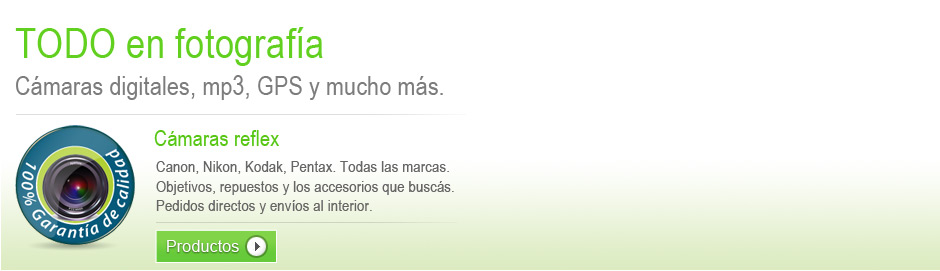 TODO en fotografía
Cámaras digitales, mp3, GPS y mucho más.
100% Garantía de calidad
Cámaras reflex
Canon, Nikon, Kodak, Pentax. Todas las marcas.
Objetivos, repuestos y los accesorios que buscás.
Pedidos directos y envíos al interior.
Productos